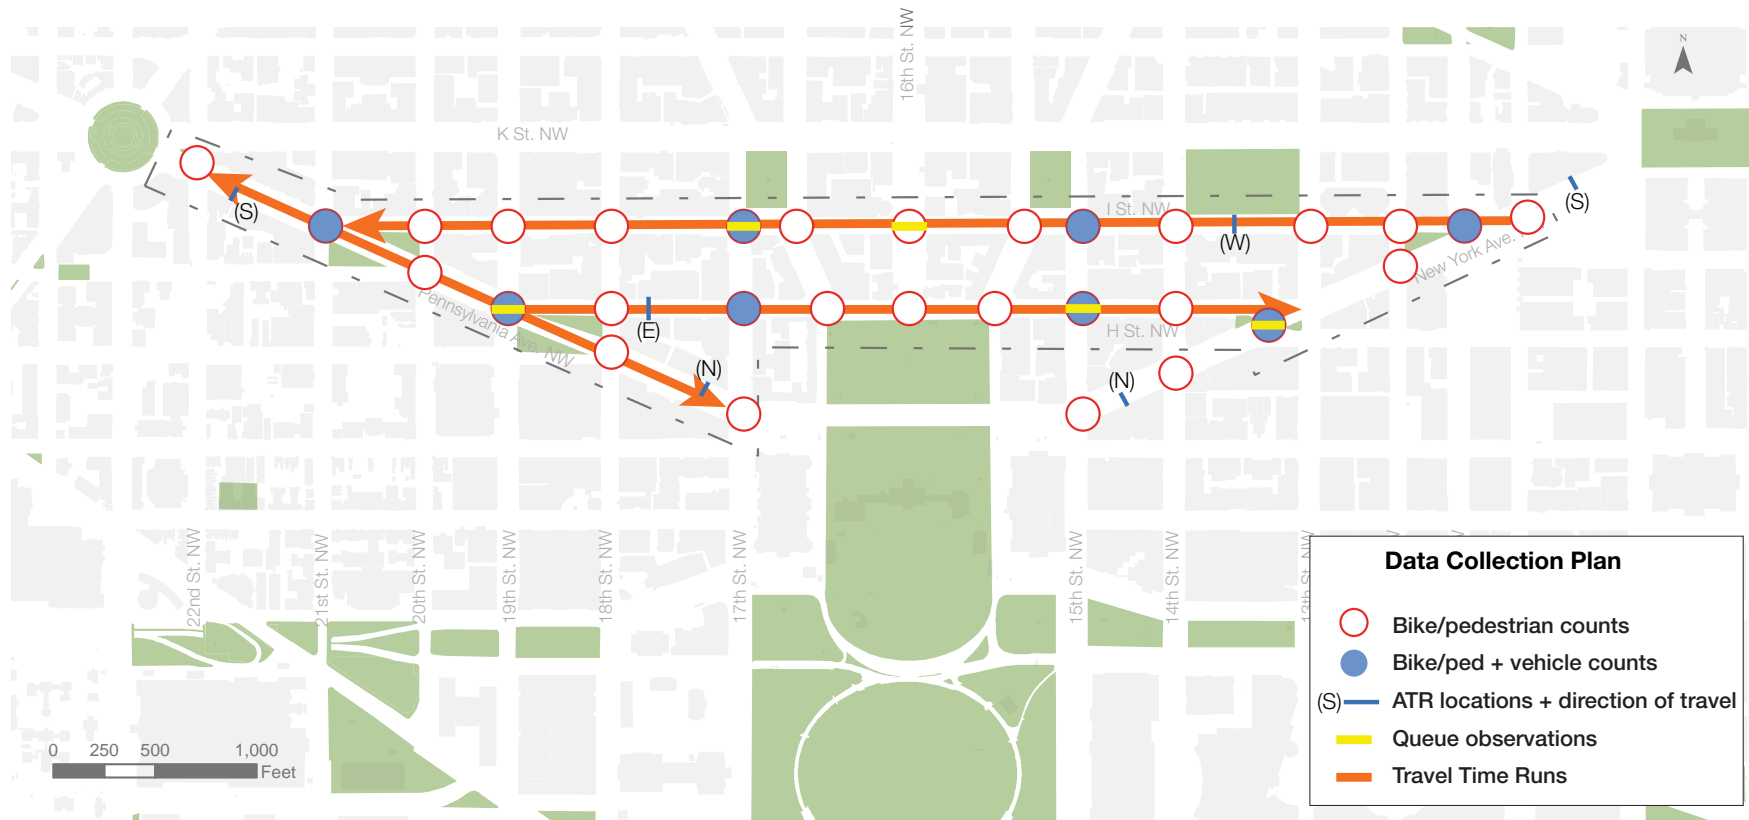 16th St. NW
N
K St. NW
(S)
(S)
I St. NW
(W)
New York Ave.
Pennsylvania Ave. NW
(E)
H St. NW
(N)
(N)
22nd St. NW
21st St. NW
20th St. NW
19th St. NW
18th St. NW
17th St. NW
15th St. NW
14th St. NW
13th
Data Collection Plan
Bike/pedestrian counts
Bike/ped + vehicle counts
(S) ATR locations + direction of travel
Queue observations
Travel Time Runs
0 250 500 1,000
Feet